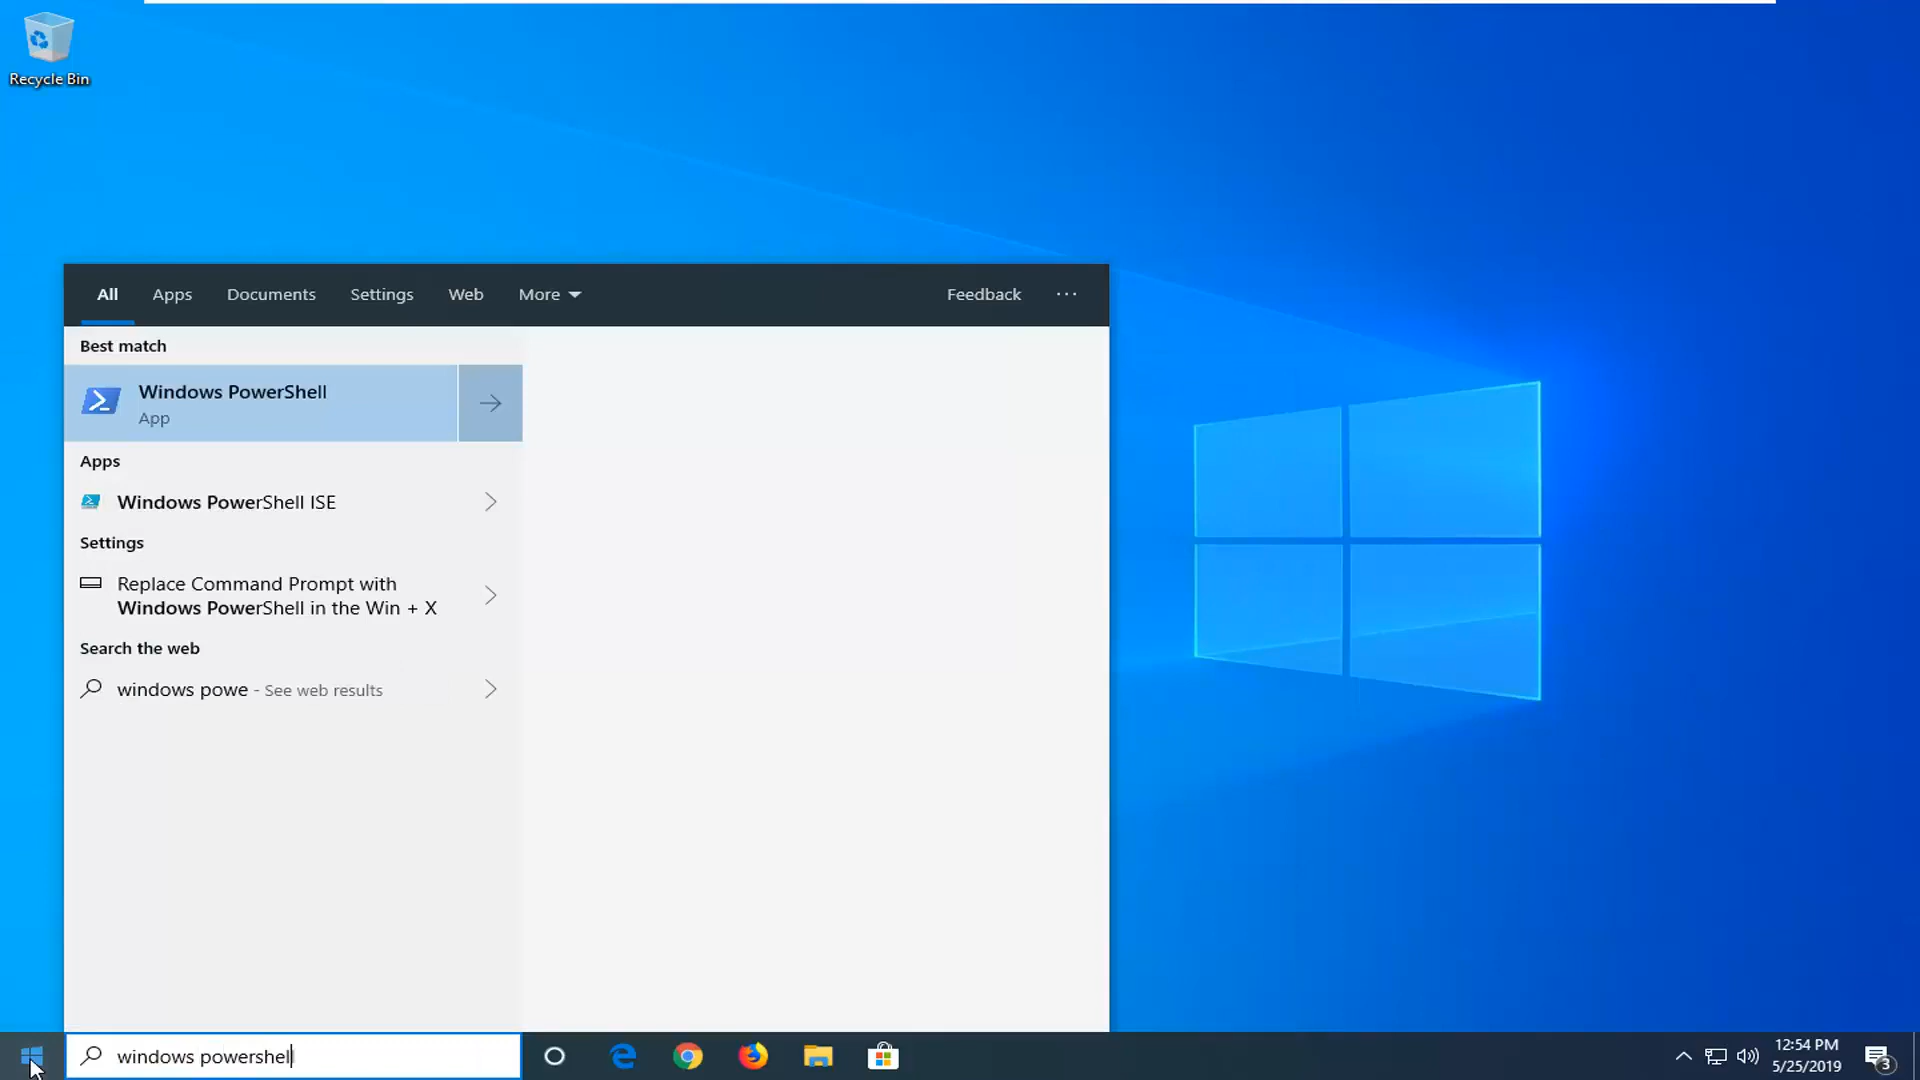 Recycle Bin
All Apps Documents Settings Web More Feedback
Best match
Windows PowerShell
App
Apps
Windows PowerShell ISE
Settings
Replace Command Prompt with
Windows PowerShell in the Win + X
Search the web
windows powe - See web results
windows powershell
12:54 PM
5/25/2019
3